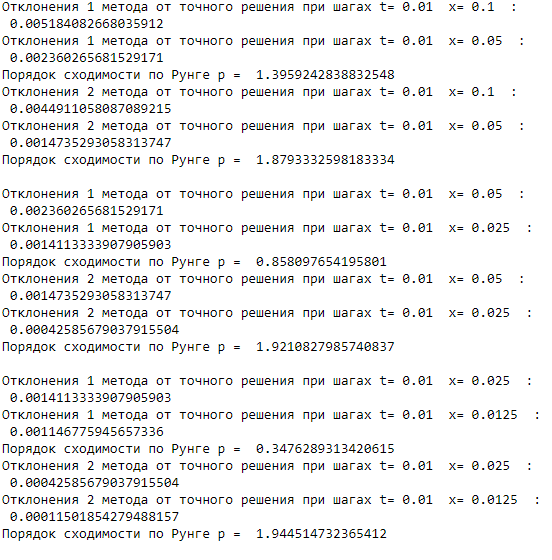 Отклонения 1 метода от точного решения при шагах t= 0.01  x= 0.1  :
0.005184082668035912
Отклонения 1 метода от точного решения при шагах t= 0.01  x= 0.05  :
0.002360265681529171
Порядок сходимости по Рунге p =  1.3959242838832548
Отклонения 2 метода от точного решения при шагах t= 0.01  x= 0.1  :
0.0044911058087089215
Отклонения 2 метода от точного решения при шагах t= 0.01  x= 0.05  :
0.0014735293058313747
Порядок сходимости по Рунге p =  1.8793332598183334
Отклонения 1 метода от точного решения при шагах t= 0.01  x= 0.05  :
0.002360265681529171
Отклонения 1 метода от точного решения при шагах t= 0.01  x= 0.025  :
0.0014113333907905903
Порядок сходимости по Рунге p =  0.858097654195801
Отклонения 2 метода от точного решения при шагах t= 0.01  x= 0.05  :
0.0014735293058313747
Отклонения 2 метода от точного решения при шагах t= 0.01  x= 0.025  :
0.00042585679037915504
Порядок сходимости по Рунге p =  1.9210827985740837
Отклонения 1 метода от точного решения при шагах t= 0.01  x= 0.025  :
0.0014113333907905903
Отклонения 1 метода от точного решения при шагах t= 0.01  x= 0.0125  :
0.001146775945657336
Порядок сходимости по Рунге p =  0.3476289313420615
Отклонения 2 метода от точного решения при шагах t= 0.01  x= 0.025  :
0.00042585679037915504
Отклонения 2 метода от точного решения при шагах t= 0.01  x= 0.0125  :
0.00011501854279488157
Порядок сходимости по Рунге p =  1.944514732365412